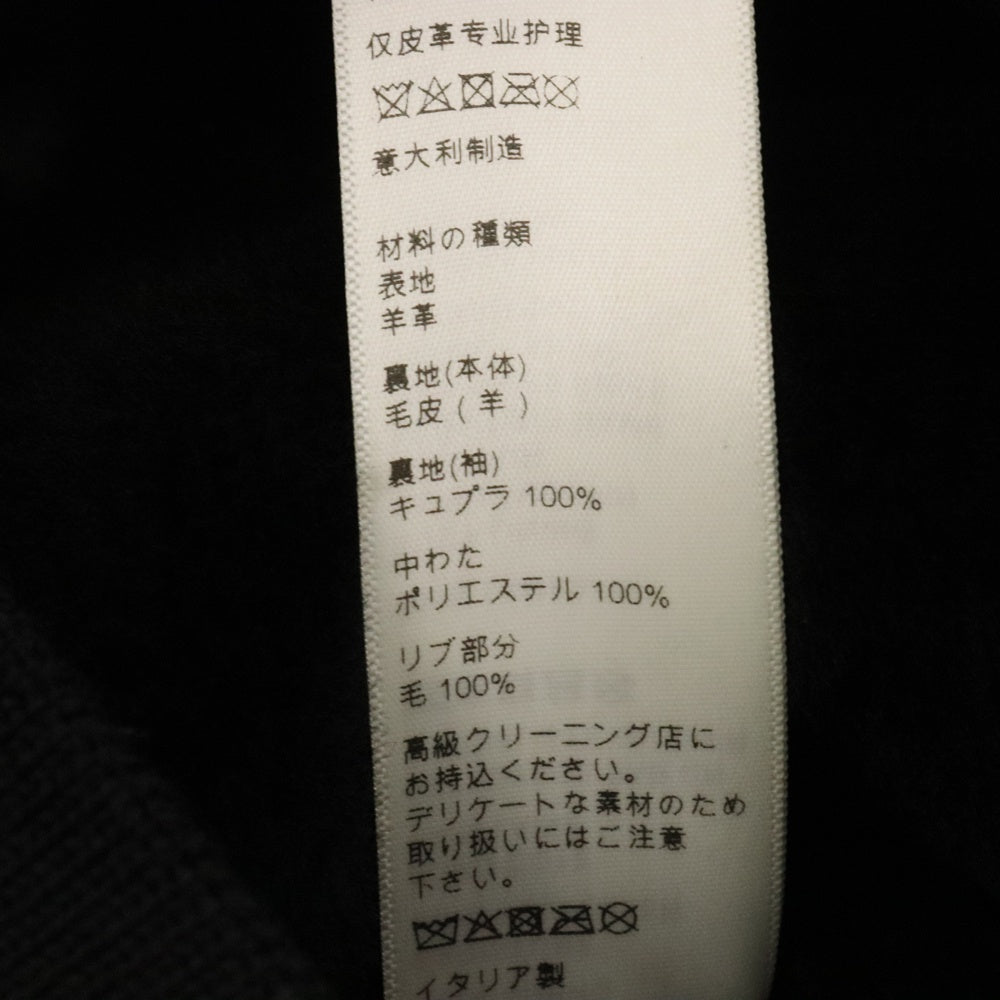 仅皮革专业护理
意大利制造
材料の種類
表地
羊革
裏地(本体)
毛皮 ( 羊 )
裏地(袖)
キュプラ 100%
中わた
ポリエステル 100%
リブ部分
毛 100%
高級クリーニング店に
お持込ください。
デリケートな素材のため
取り扱いにはご注意
下さい。
イタリア製